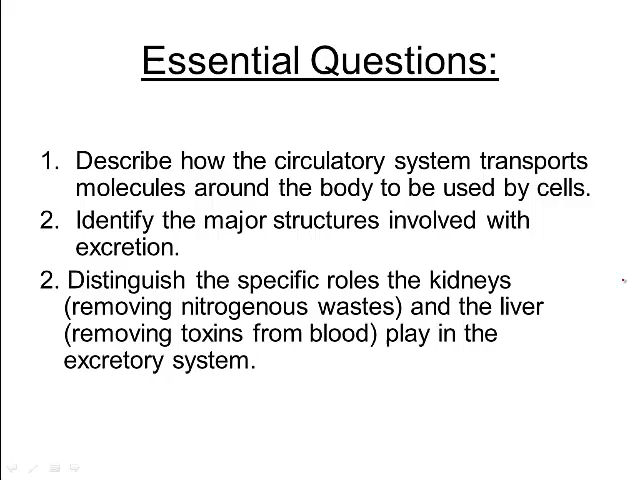 Essential Questions:
1. Describe how the circulatory system transports
molecules around the body to be used by cells.
2. Identify the major structures involved with
excretion.
2. Distinguish the specific roles the kidneys
(removing nitrogenous wastes) and the liver
(removing toxins from blood) play in the
excretory system.